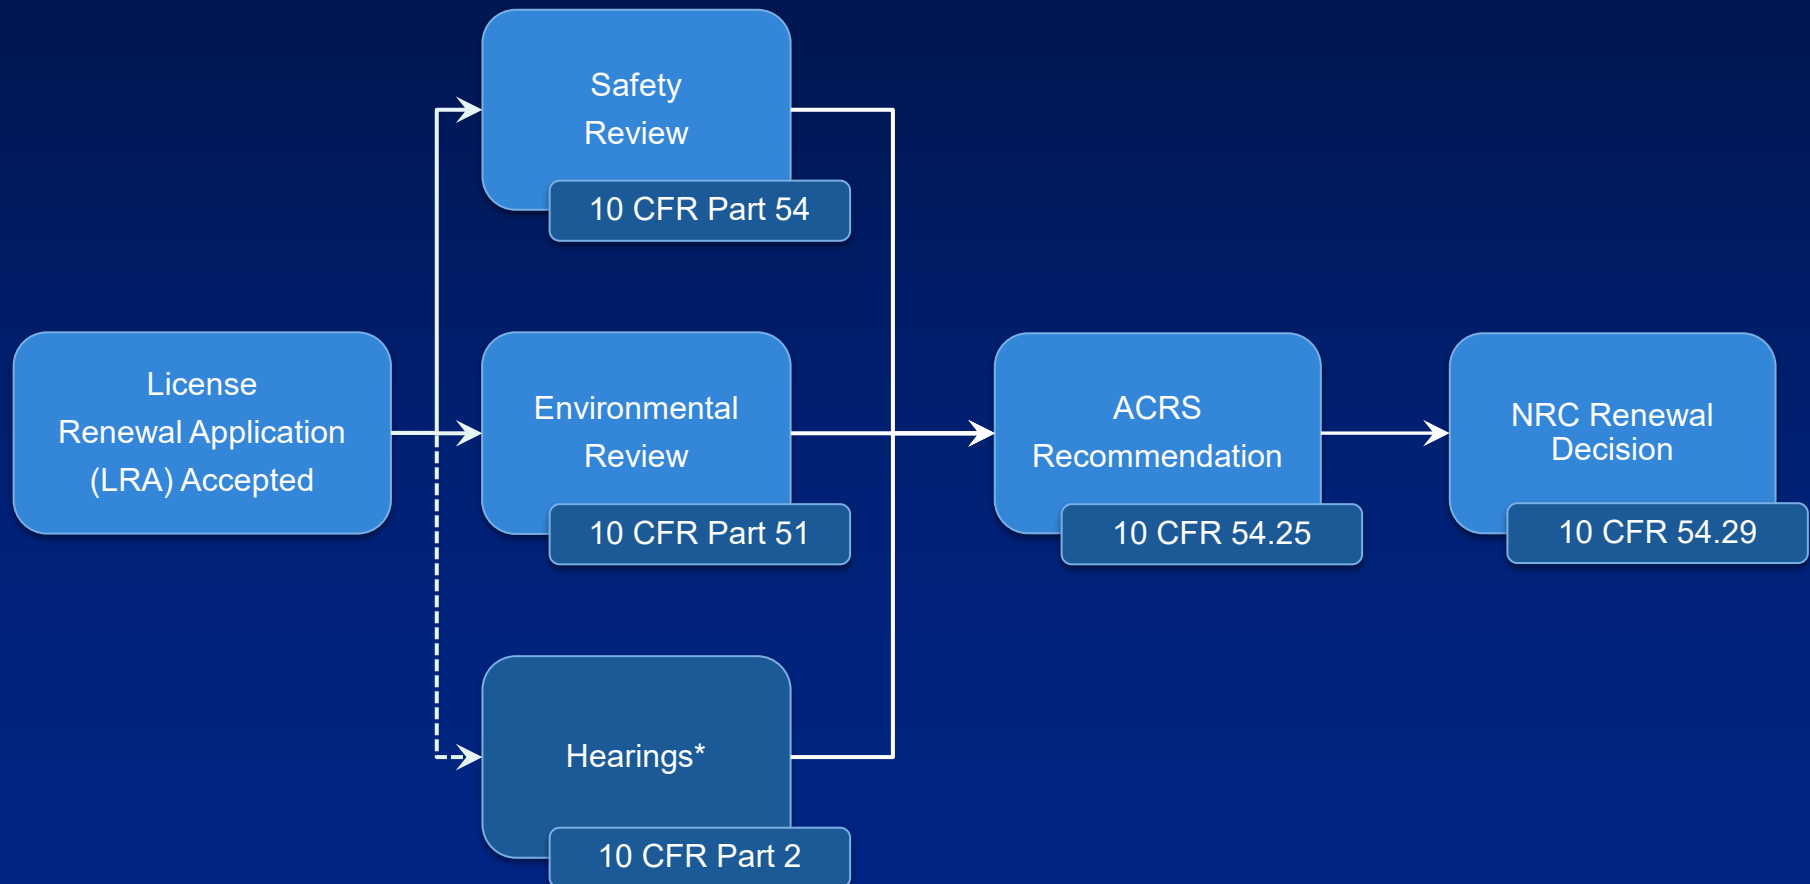 License
Renewal Application
(LRA) Accepted
Safety
Review
10 CFR Part 54
Environmental
Review
10 CFR Part 51
Hearings*
10 CFR Part 2
ACRS
Recommendation
10 CFR 54.25
NRC Renewal
Decision
10 CFR 54.29